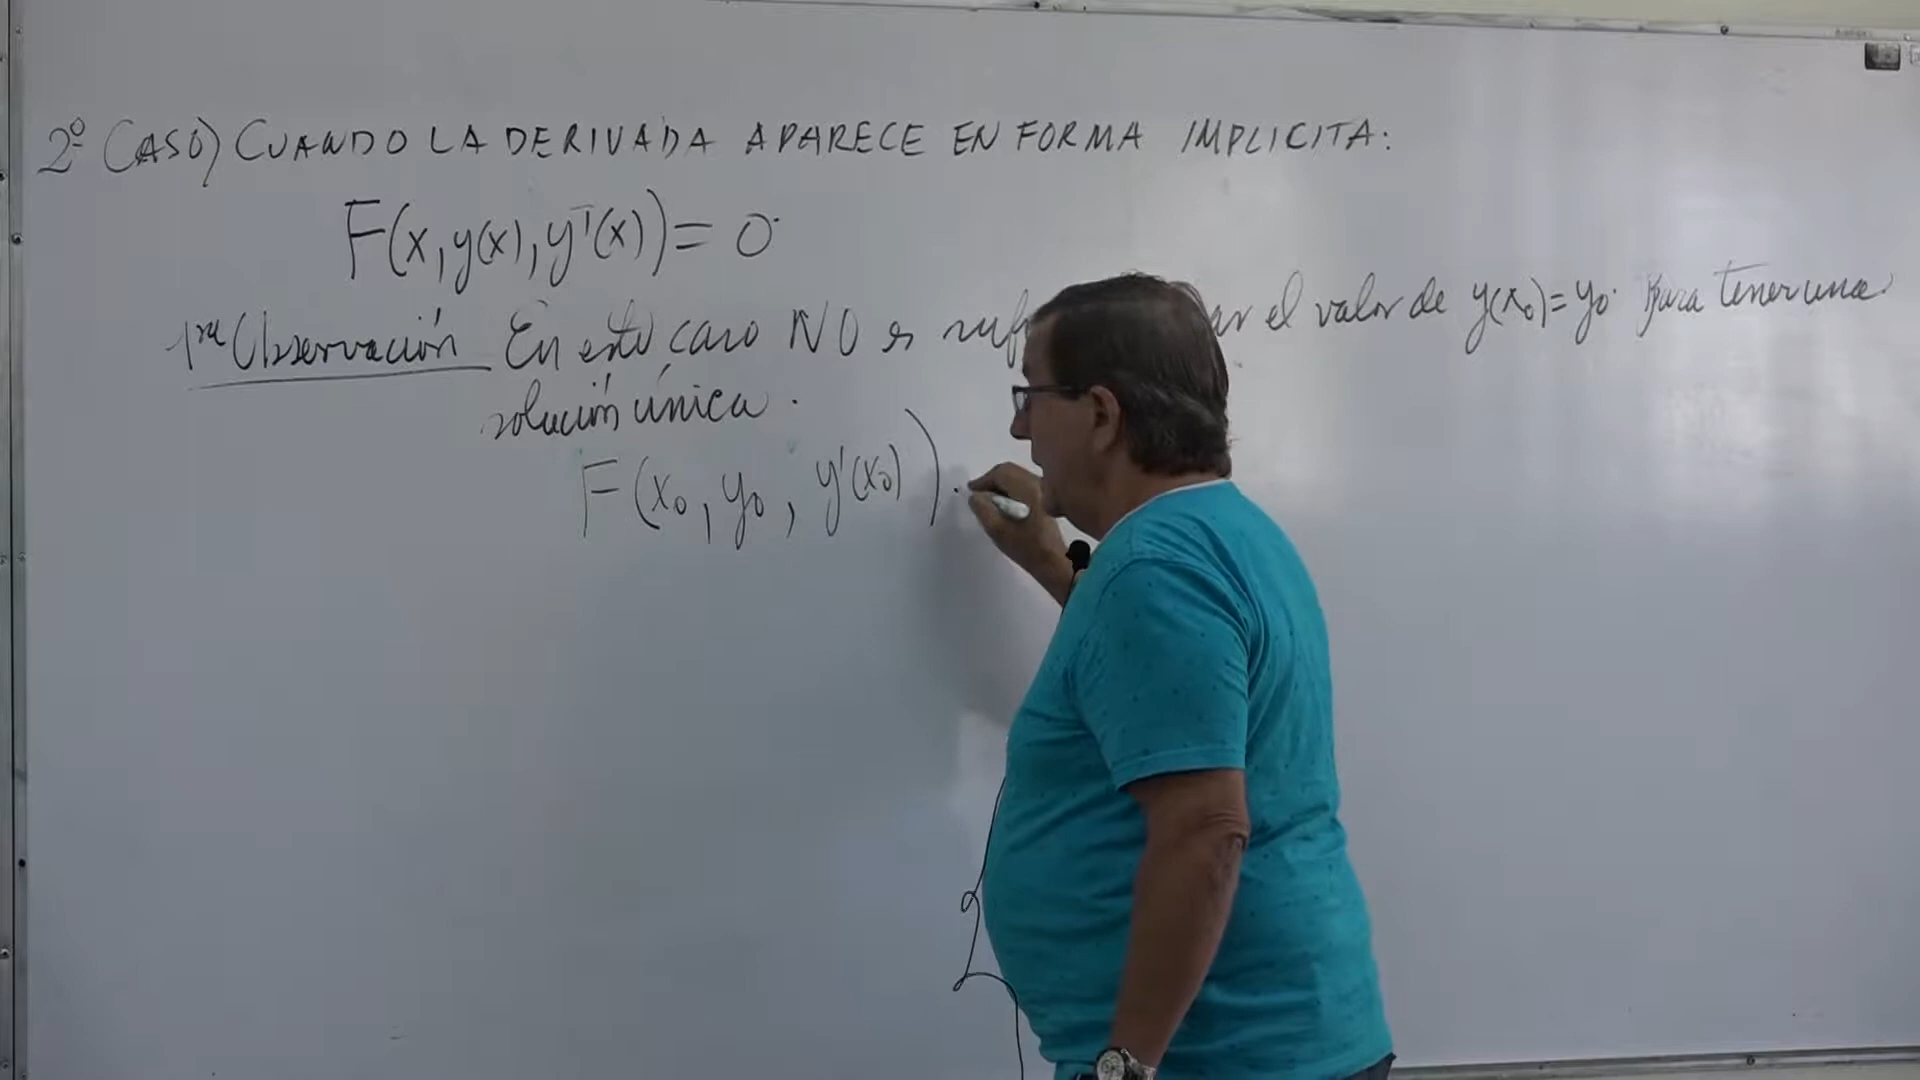 2º CASO) CUANDO LA DERIVADA APARECE EN FORMA IMPLICITA:
F(x, y(x), y'(x)) = 0.
1ra Observación En este caso NO es ar el valor de y(x₀)=y₀. para tener una
solución única.
F(x₀, y₀, y'(x₀))